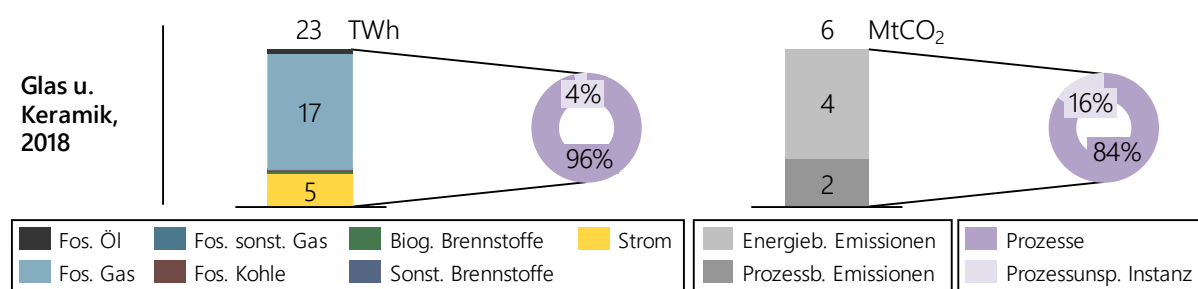 23 TWh
6 MtCO₂
Glas u.
Keramik,
2018
17
5
4%
96%
4
2
16%
84%
Fos. Öl
Fos. sonst. Gas
Biog. Brennstoffe
Strom
Fos. Gas
Fos. Kohle
Sonst. Brennstoffe
Energieb. Emissionen
Prozessb. Emissionen
Prozesse
Prozessunsp. Instanz